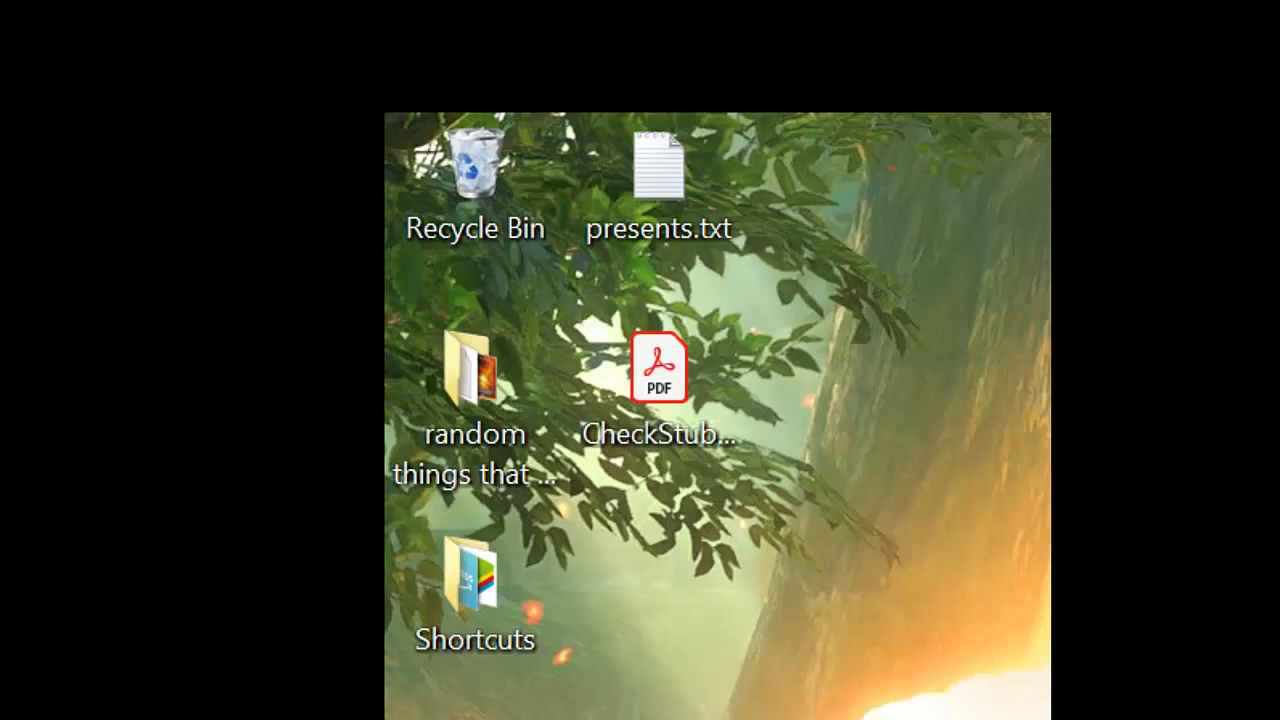 Recycle Bin
presents.txt
random
things that ...
PDF
CheckStub...
Shortcuts